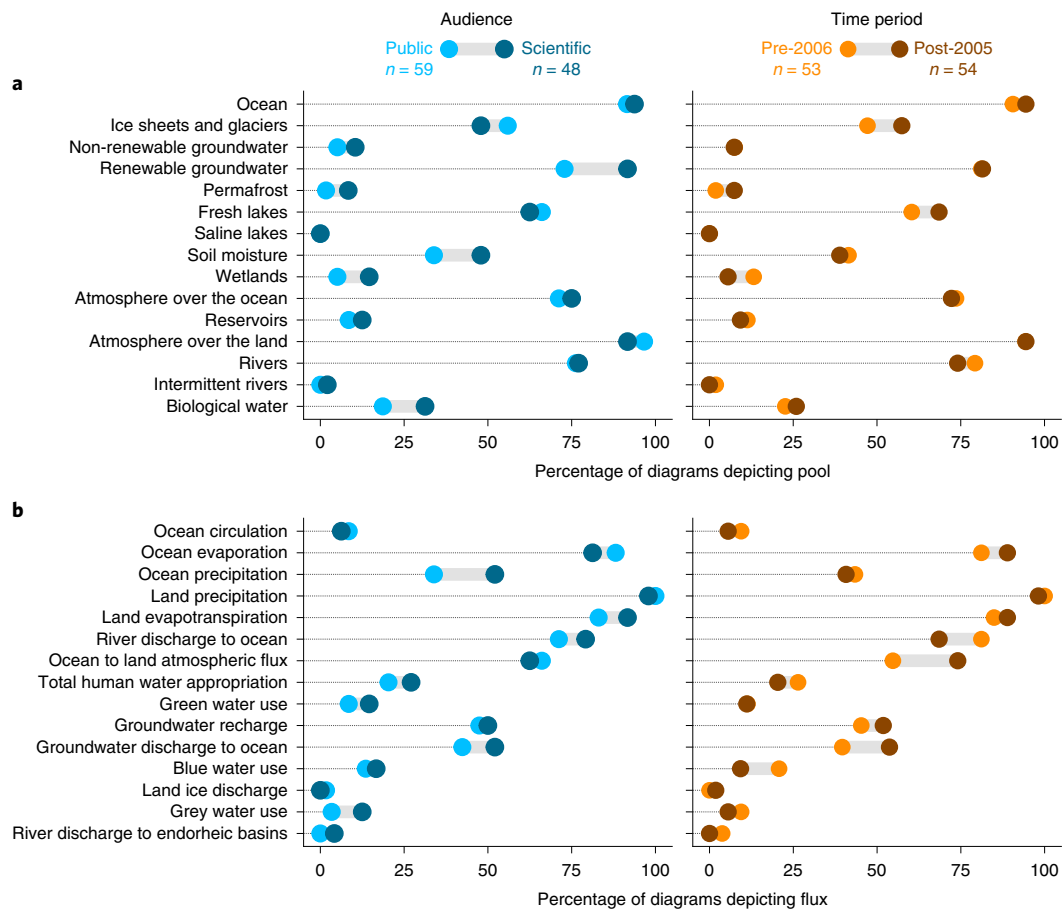 Audience
Time period
Public
Scientific
Pre-2006
Post-2005
n = 59
n = 48
n = 53
n = 54
a
Ocean
Ice sheets and glaciers
Non-renewable groundwater
Renewable groundwater
Permafrost
Fresh lakes
Saline lakes
Soil moisture
Wetlands
Atmosphere over the ocean
Reservoirs
Atmosphere over the land
Rivers
Intermittent rivers
Biological water
0 25 50 75 100
0 25 50 75 100
Percentage of diagrams depicting pool
b
Ocean circulation
Ocean evaporation
Ocean precipitation
Land precipitation
Land evapotranspiration
River discharge to ocean
Ocean to land atmospheric flux
Total human water appropriation
Green water use
Groundwater recharge
Groundwater discharge to ocean
Blue water use
Land ice discharge
Grey water use
River discharge to endorheic basins
0 25 50 75 100
0 25 50 75 100
Percentage of diagrams depicting flux